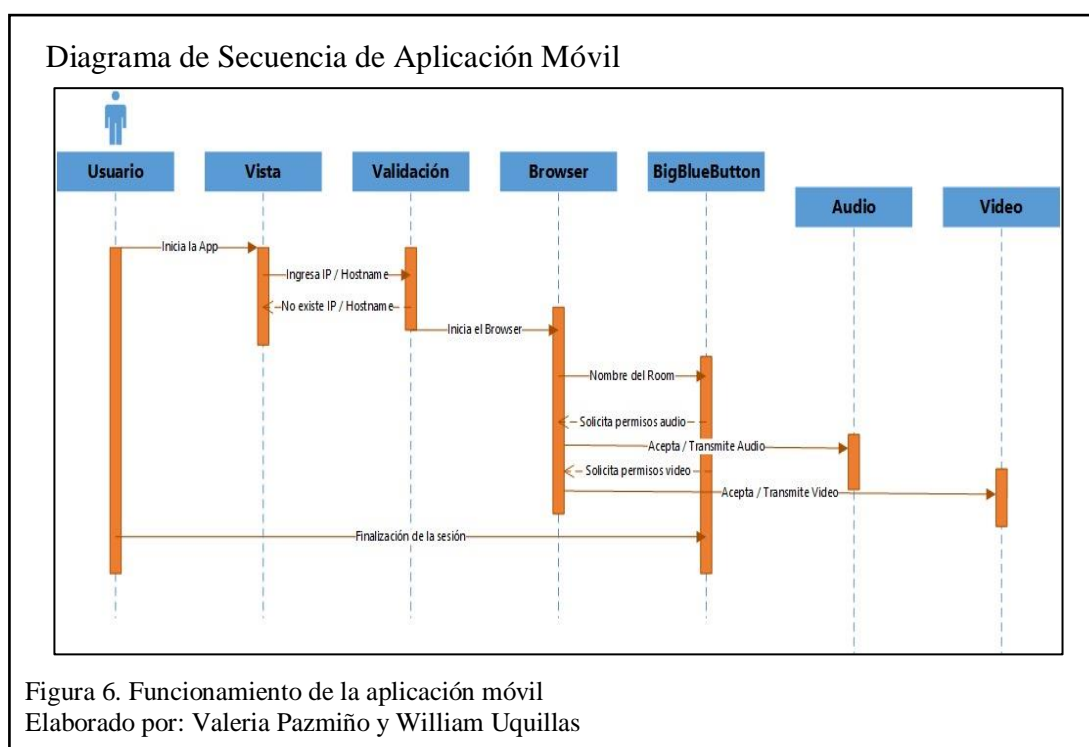 Diagrama de Secuencia de Aplicación Móvil
Usuario
Vista
Validación
Browser
BigBlueButton
Audio
Video
Inicia la App
Ingresa IP / Hostname
No existe IP / Hostname
Inicia el Browser
Nombre del Room
Solicita permisos audio
Acepta / Transmite Audio
Solicita permisos video
Acepta / Transmite Video
Finalización de la sesión
Figura 6. Funcionamiento de la aplicación móvil
Elaborado por: Valeria Pazmiño y William Uquillas